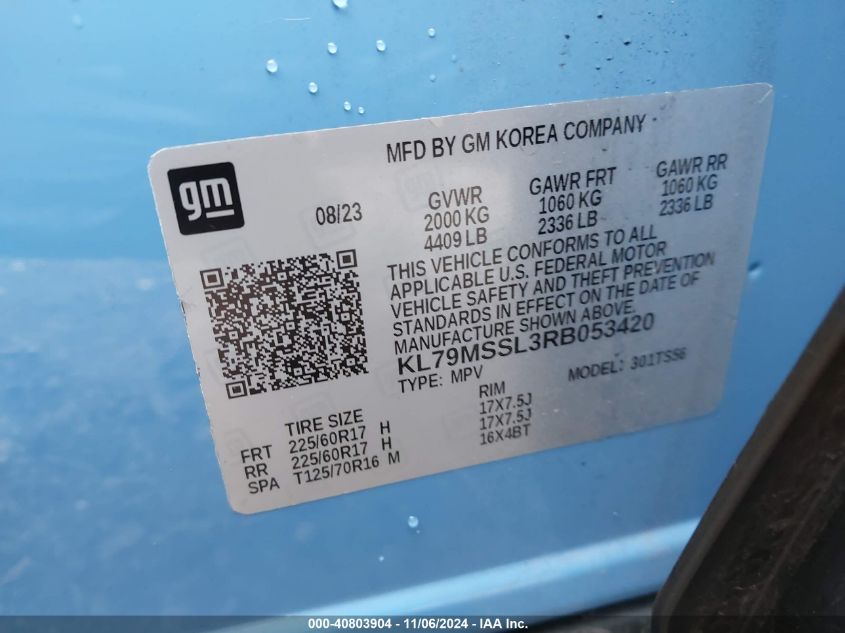 MFD BY GM KOREA COMPANY
gm
08/23
GVWR GAWR FRT GAWR RR
2000 KG 1060 KG 1060 KG
4409 LB 2336 LB 2336 LB
THIS VEHICLE CONFORMS TO ALL
APPLICABLE U.S. FEDERAL MOTOR
VEHICLE SAFETY AND THEFT PREVENTION
STANDARDS IN EFFECT ON THE DATE OF
MANUFACTURE SHOWN ABOVE.
KL79MSSL3RB053420
TYPE: MPV MODEL: 301TSS6
TIRE SIZE RIM
FRT 225/60R17 H 17X7.5J
RR 225/60R17 H 17X7.5J
SPA T125/70R16 M 16X4BT
000-40803904 - 11/06/2024 - IAA Inc.